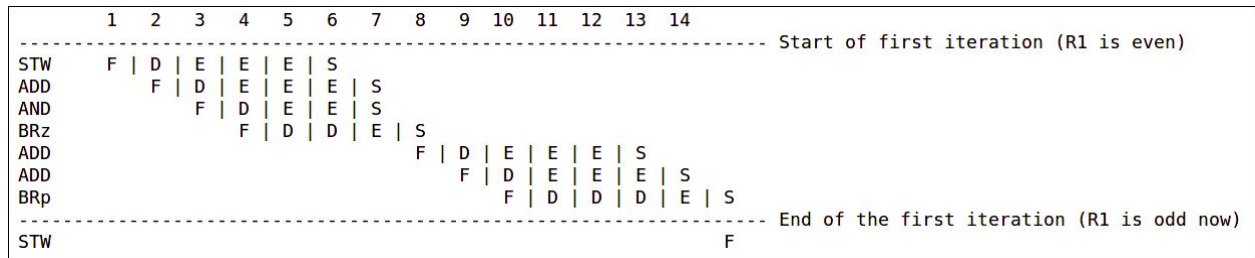 1 2 3 4 5 6 7 8 9 10 11 12 13 14
-------------------------------------------------------------------- Start of first iteration (R1 is even)
STW F | D | E | E | E | S
ADD F | D | E | E | E | S
AND F | D | E | E | S
BRz F | D | D | E | S
ADD F | D | E | E | E | S
ADD F | D | E | E | E | S
BRp F | D | D | D | E | S
-------------------------------------------------------------------- End of the first iteration (R1 is odd now)
STW F